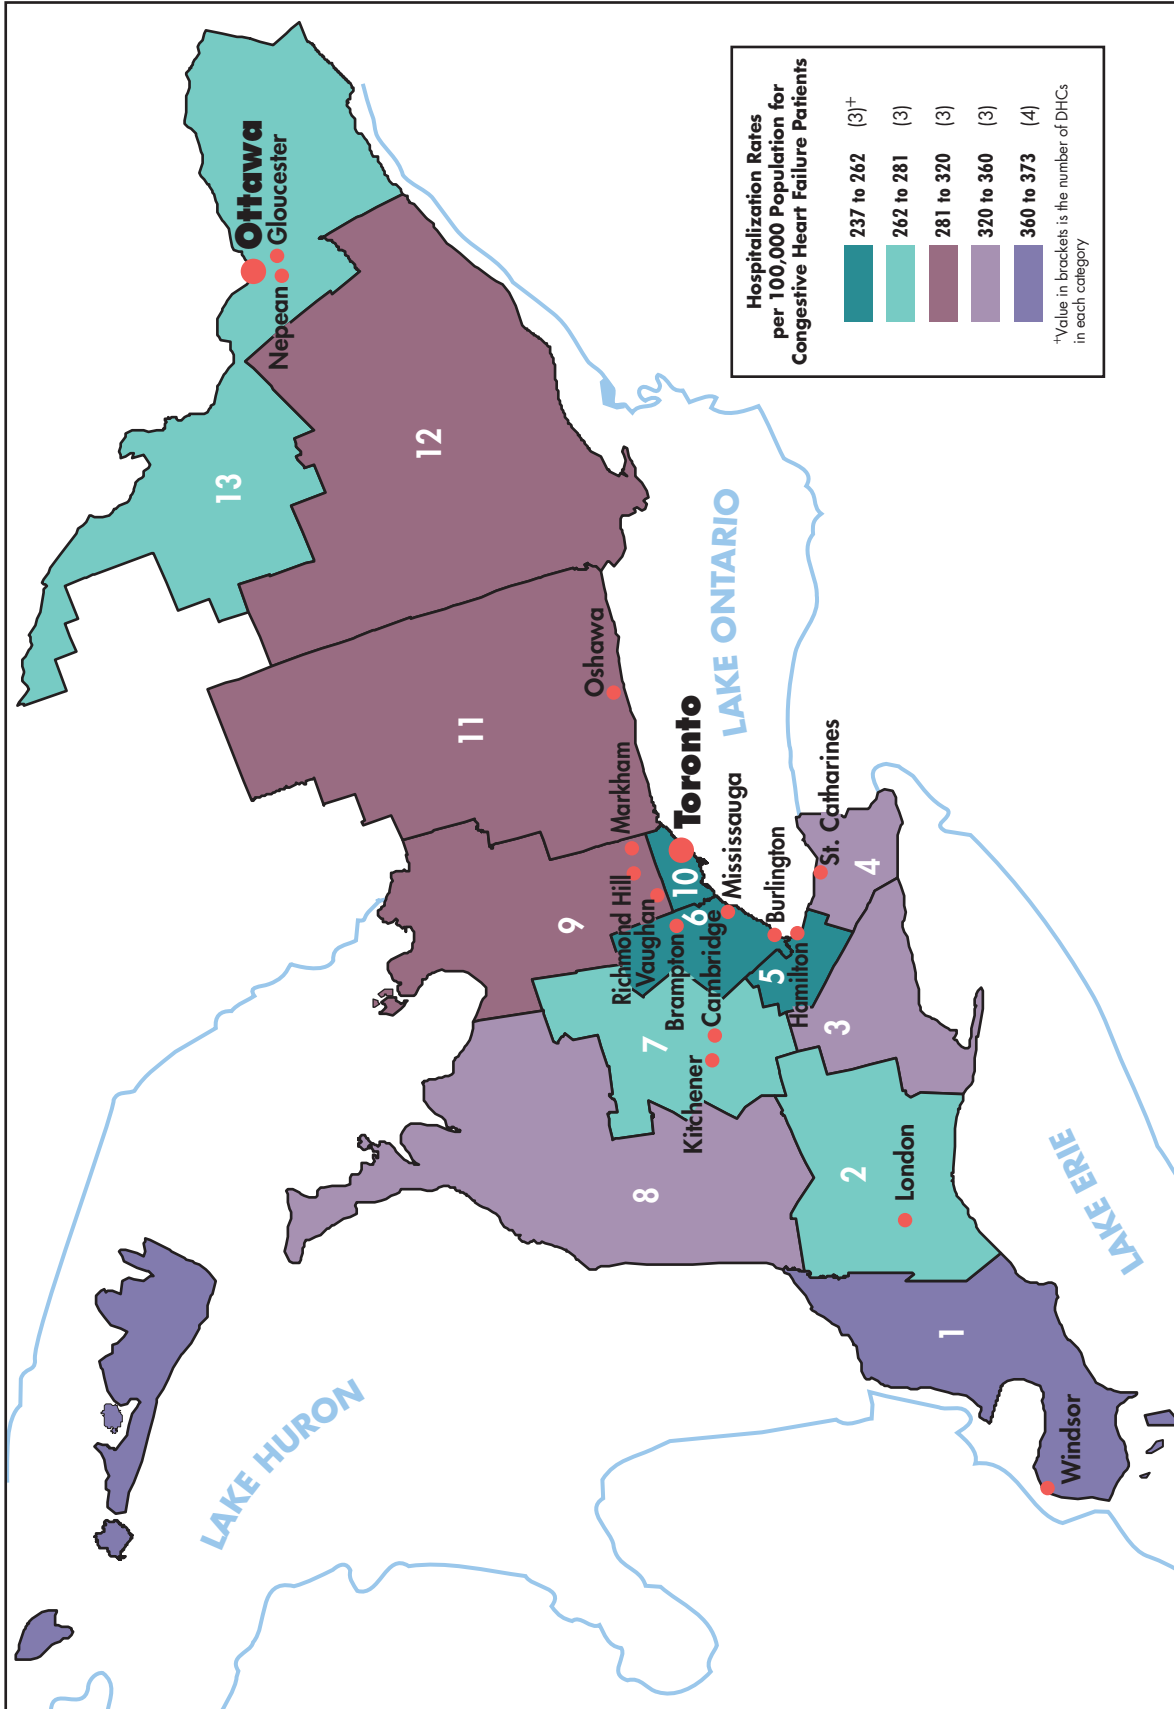 Ottawa
Gloucester
Nepean
13
12
11
Oshawa
Markham
Richmond Hill
Vaughan
Toronto
10
9
6
Brampton
Mississauga
Cambridge
Burlington
5
Hamilton
St. Catharines
4
3
7
Kitchener
8
2
London
1
Windsor
LAKE HURON
LAKE ONTARIO
LAKE ERIE
Hospitalization Rates
per 100,000 Population for
Congestive Heart Failure Patients
237 to 262 (3)+
262 to 281 (3)
281 to 320 (3)
320 to 360 (3)
360 to 373 (4)
+Value in brackets is the number of DHCs
in each category